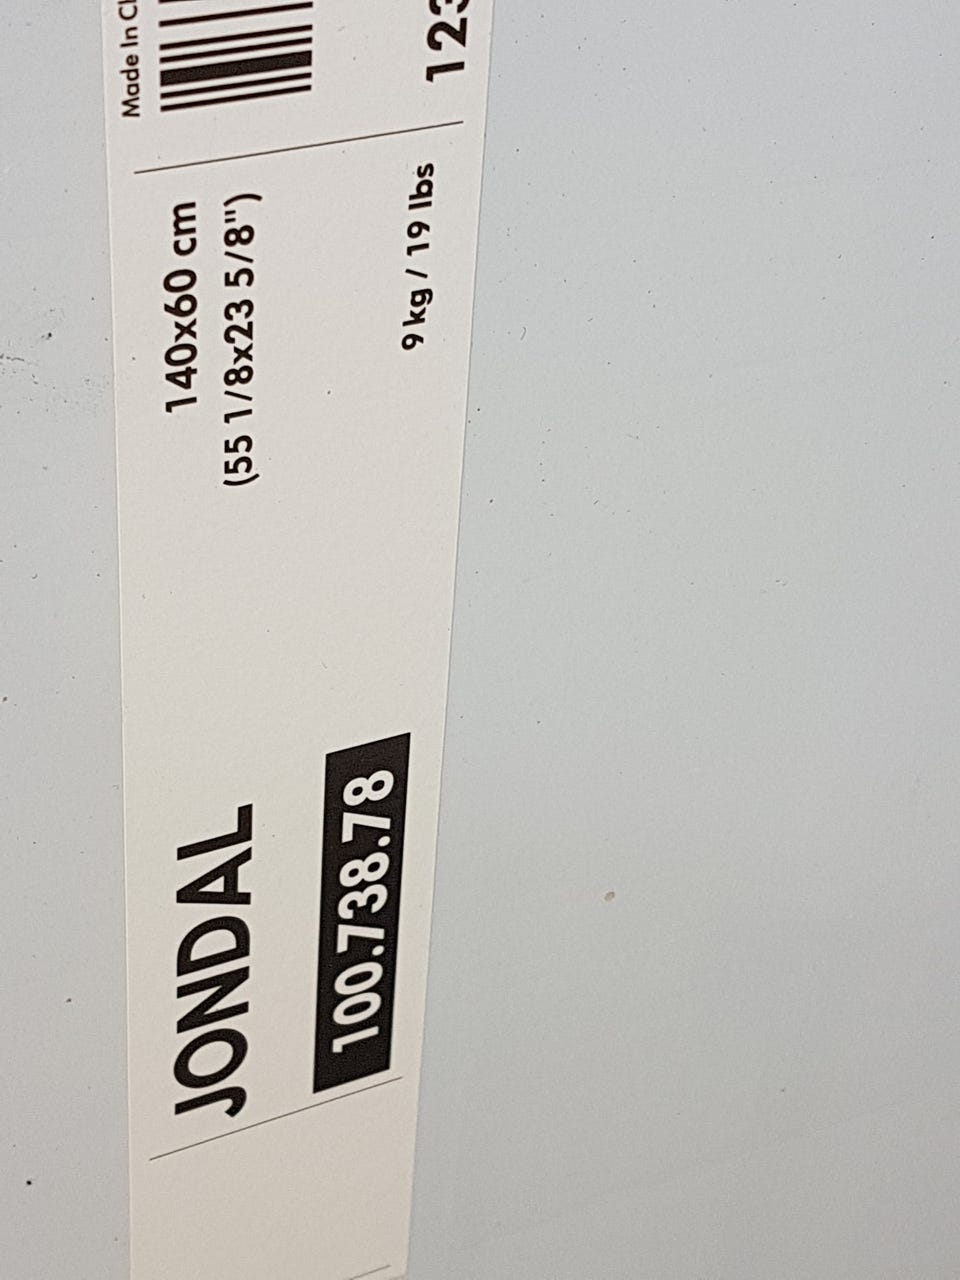 JONDAL
100.738.78
140x60 cm
(55 1/8x23 5/8")
9 kg / 19 lbs
Made In